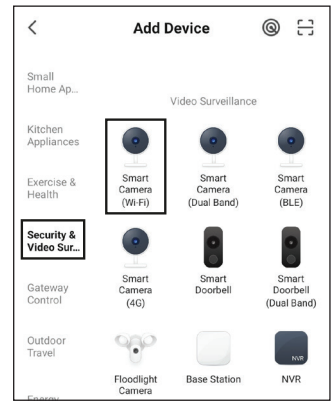 Add Device
Small
Home Ap...
Kitchen
Appliances
Exercise &
Health
Security &
Video Sur...
Gateway
Control
Outdoor
Travel
Energy
Video Surveillance
Smart
Camera
(Wi-Fi)
Smart
Camera
(Dual Band)
Smart
Camera
(BLE)
Smart
Camera
(4G)
Smart
Doorbell
Smart
Doorbell
(Dual Band)
Floodlight
Camera
Base Station
NVR
NVR